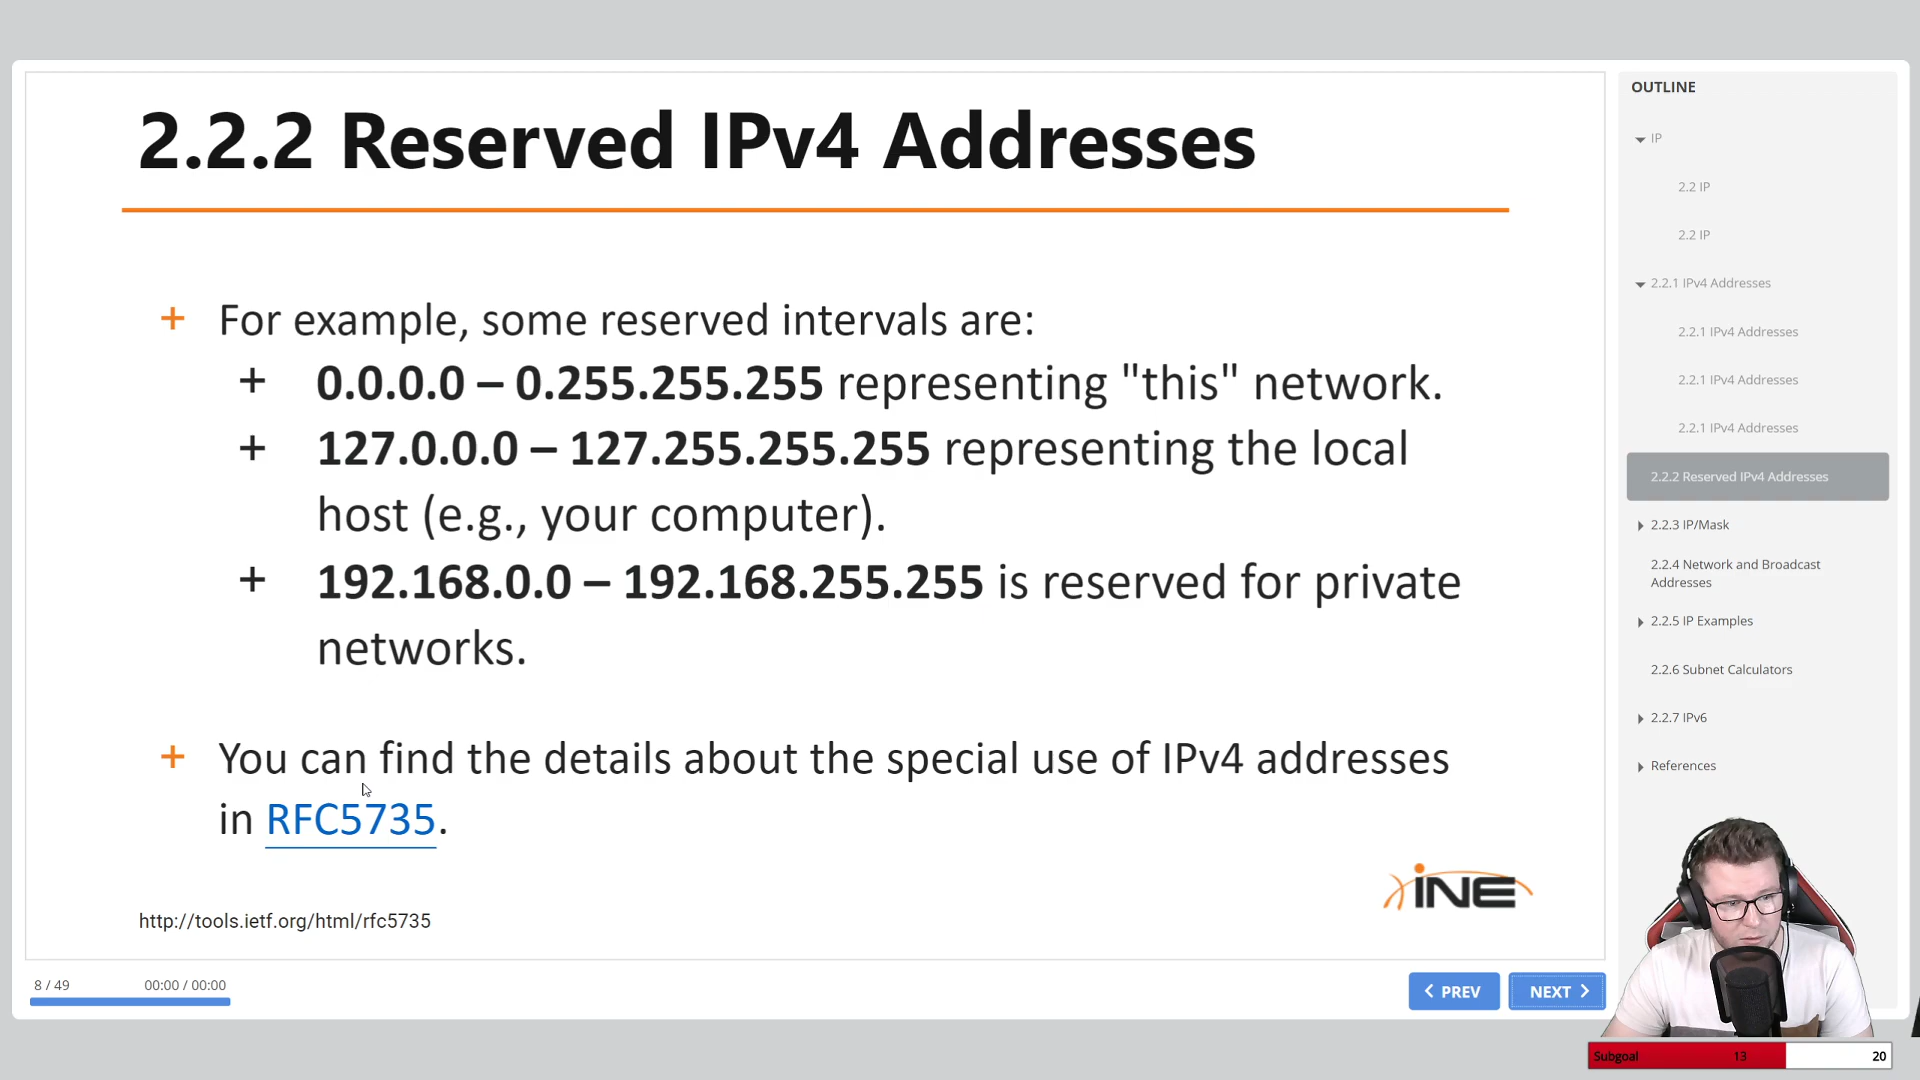 2.2.2 Reserved IPv4 Addresses
+ For example, some reserved intervals are:
+ 0.0.0.0 – 0.255.255.255 representing "this" network.
+ 127.0.0.0 – 127.255.255.255 representing the local
host (e.g., your computer).
+ 192.168.0.0 – 192.168.255.255 is reserved for private
networks.
+ You can find the details about the special use of IPv4 addresses
in RFC5735.
iNE
http://tools.ietf.org/html/rfc5735
8 / 49
00:00 / 00:00
PREV
NEXT
OUTLINE
IP
2.2 IP
2.2 IP
2.2.1 IPv4 Addresses
2.2.1 IPv4 Addresses
2.2.1 IPv4 Addresses
2.2.1 IPv4 Addresses
2.2.2 Reserved IPv4 Addresses
2.2.3 IP/Mask
2.2.4 Network and Broadcast
Addresses
2.2.5 IP Examples
2.2.6 Subnet Calculators
2.2.7 IPv6
References
Subgoal 13 20